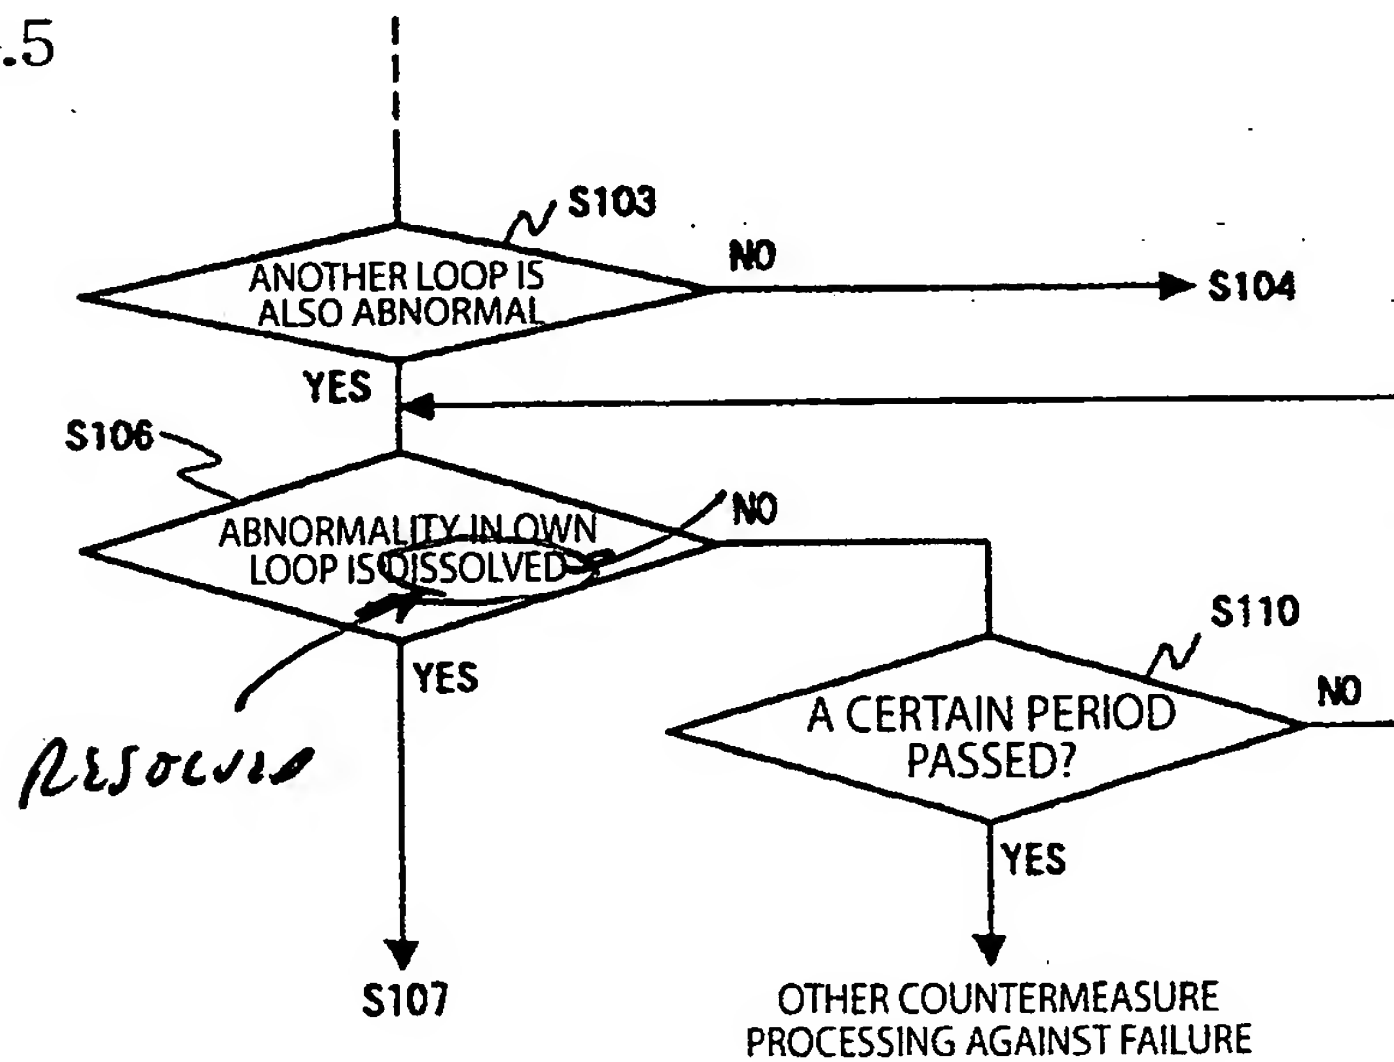 .5
S103
ANOTHER LOOP IS
ALSO ABNORMAL
NO
S104
YES
S106
ABNORMALITY IN OWN
LOOP IS DISSOLVED
NO
YES
RESOLVED
S110
A CERTAIN PERIOD
PASSED?
NO
YES
S107
OTHER COUNTERMEASURE
PROCESSING AGAINST FAILURE